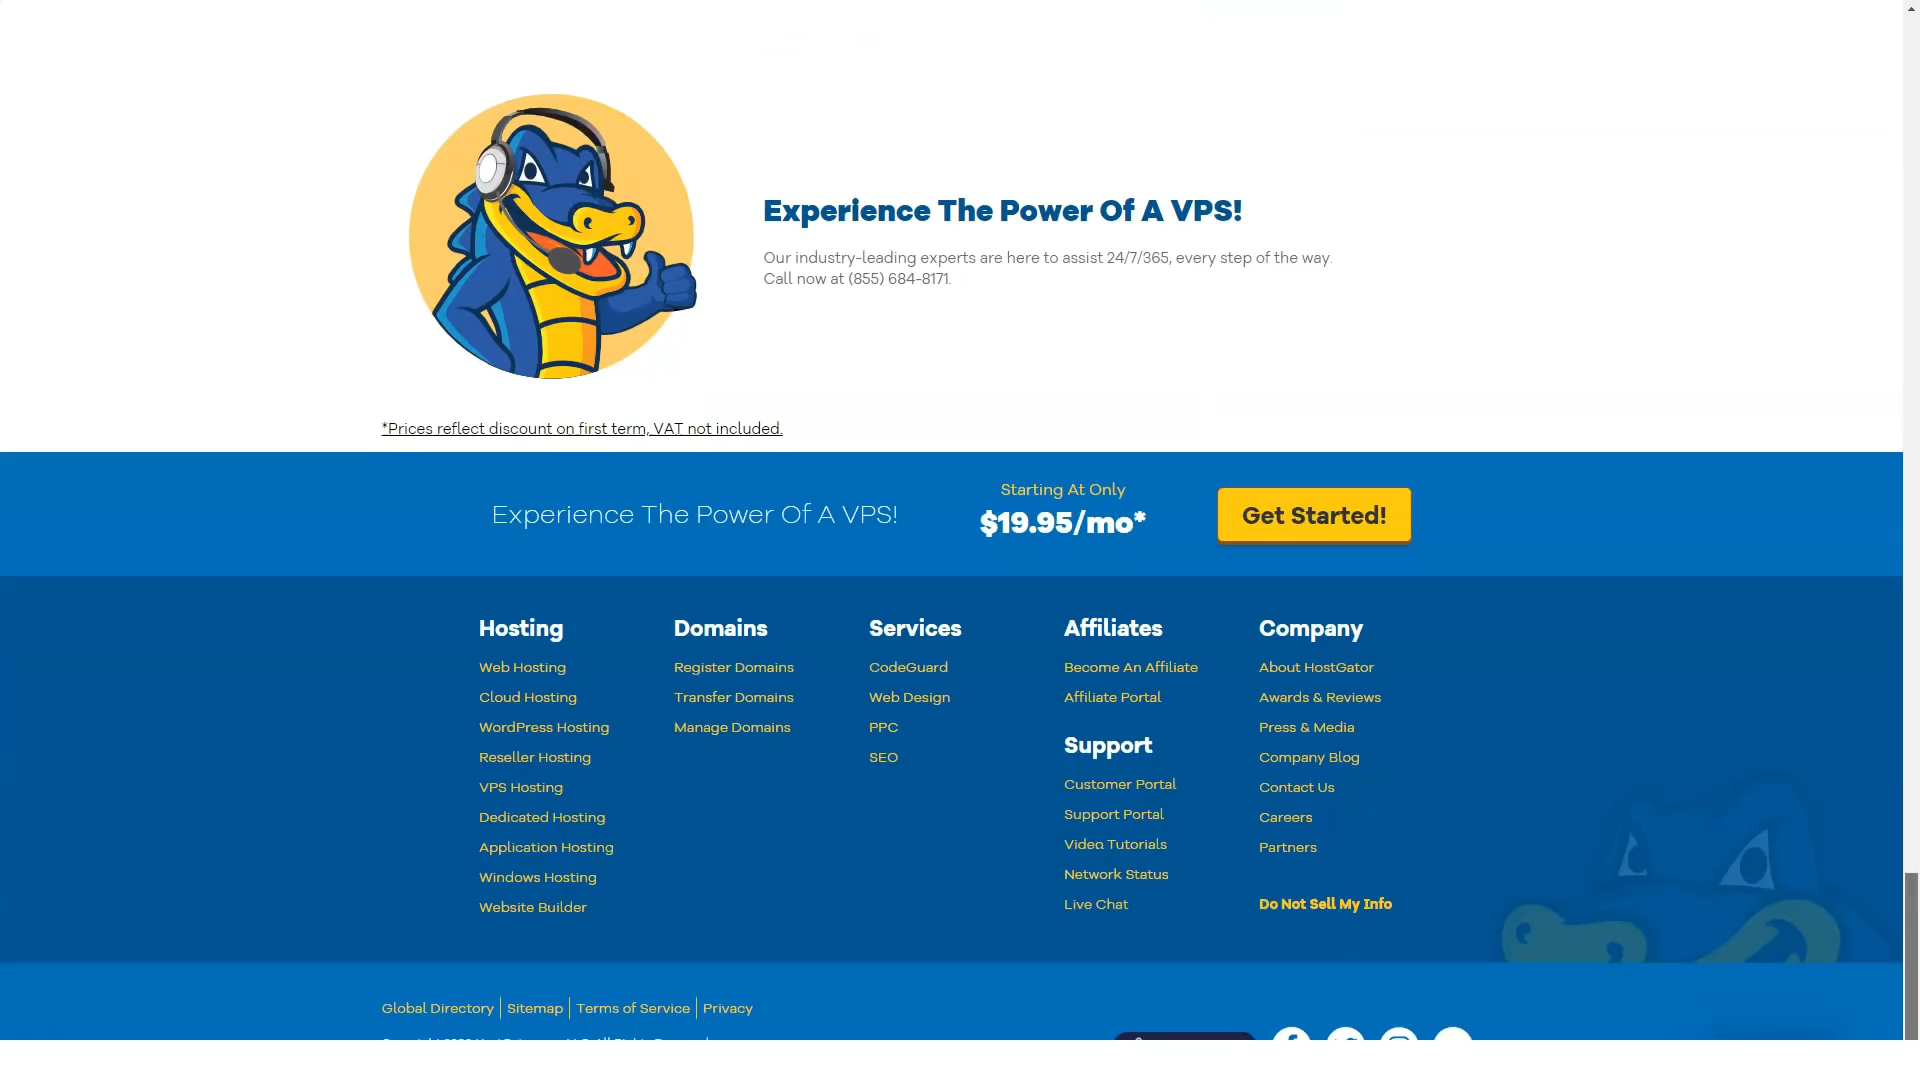 Experience The Power Of A VPS!
Our industry-leading experts are here to assist 24/7/365, every step of the way.
Call now at (855) 684-8171.
*Prices reflect discount on first term, VAT not included.
Experience The Power Of A VPS!
Starting At Only
$19.95/mo*
Get Started!
Hosting
Web Hosting
Cloud Hosting
WordPress Hosting
Reseller Hosting
VPS Hosting
Dedicated Hosting
Application Hosting
Windows Hosting
Website Builder
Domains
Register Domains
Transfer Domains
Manage Domains
Services
CodeGuard
Web Design
PPC
SEO
Affiliates
Become An Affiliate
Affiliate Portal
Support
Customer Portal
Support Portal
Video Tutorials
Network Status
Live Chat
Company
About HostGator
Awards & Reviews
Press & Media
Company Blog
Contact Us
Careers
Partners
Do Not Sell My Info
Global Directory | Sitemap | Terms of Service | Privacy